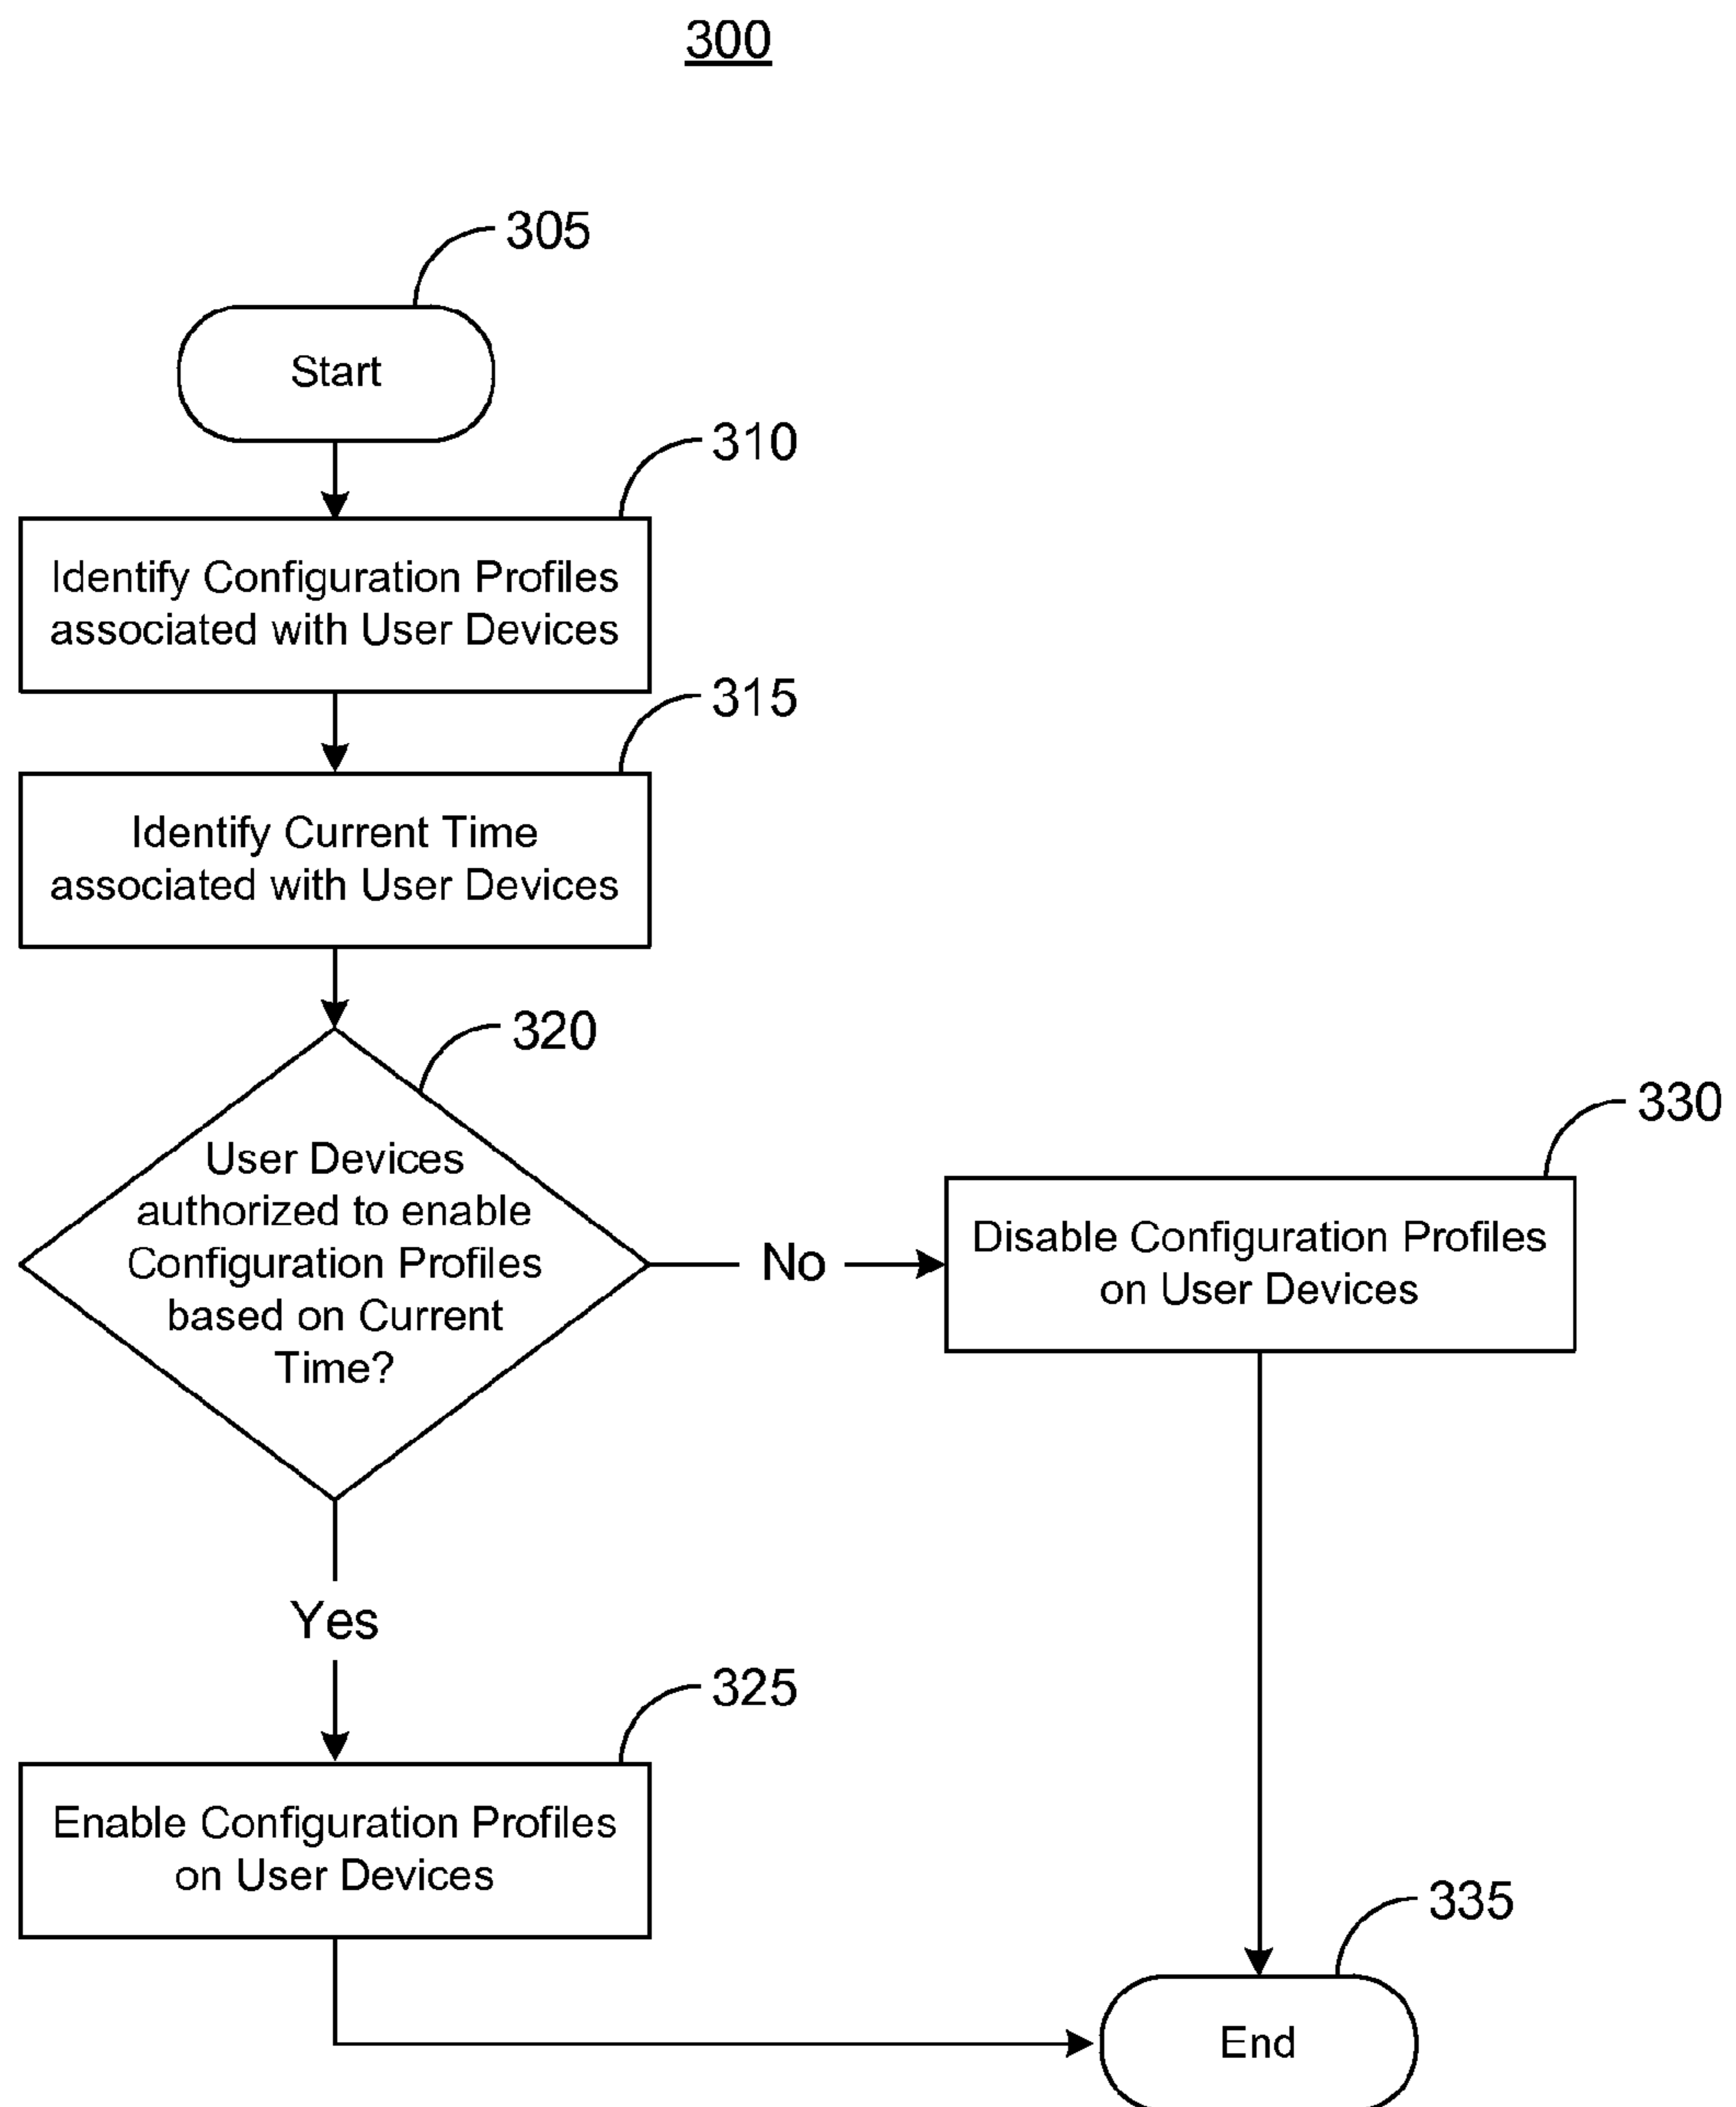 300
305
Start
310
Identify Configuration Profiles
associated with User Devices
315
Identify Current Time
associated with User Devices
320
User Devices
authorized to enable
Configuration Profiles
based on Current
Time?
No
330
Disable Configuration Profiles
on User Devices
Yes
325
Enable Configuration Profiles
on User Devices
335
End